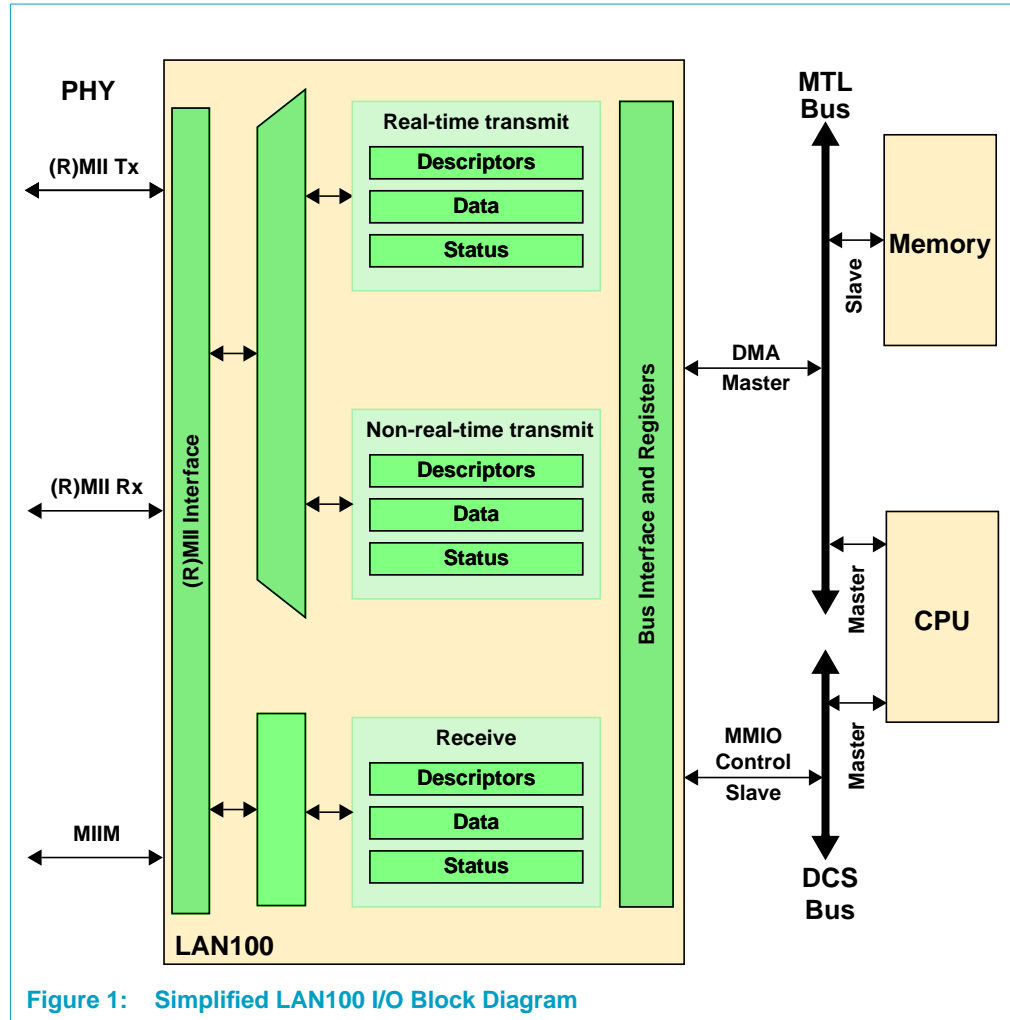 PHY
(R)MII Tx
(R)MII Rx
MIIM
(R)MII Interface
Real-time transmit
Descriptors
Data
Status
Non-real-time transmit
Descriptors
Data
Status
Receive
Descriptors
Data
Status
Bus Interface and Registers
LAN100
DMA
Master
MMIO
Control
Slave
MTL
Bus
Slave
Memory
Master
CPU
Master
DCS
Bus
Figure 1: Simplified LAN100 I/O Block Diagram